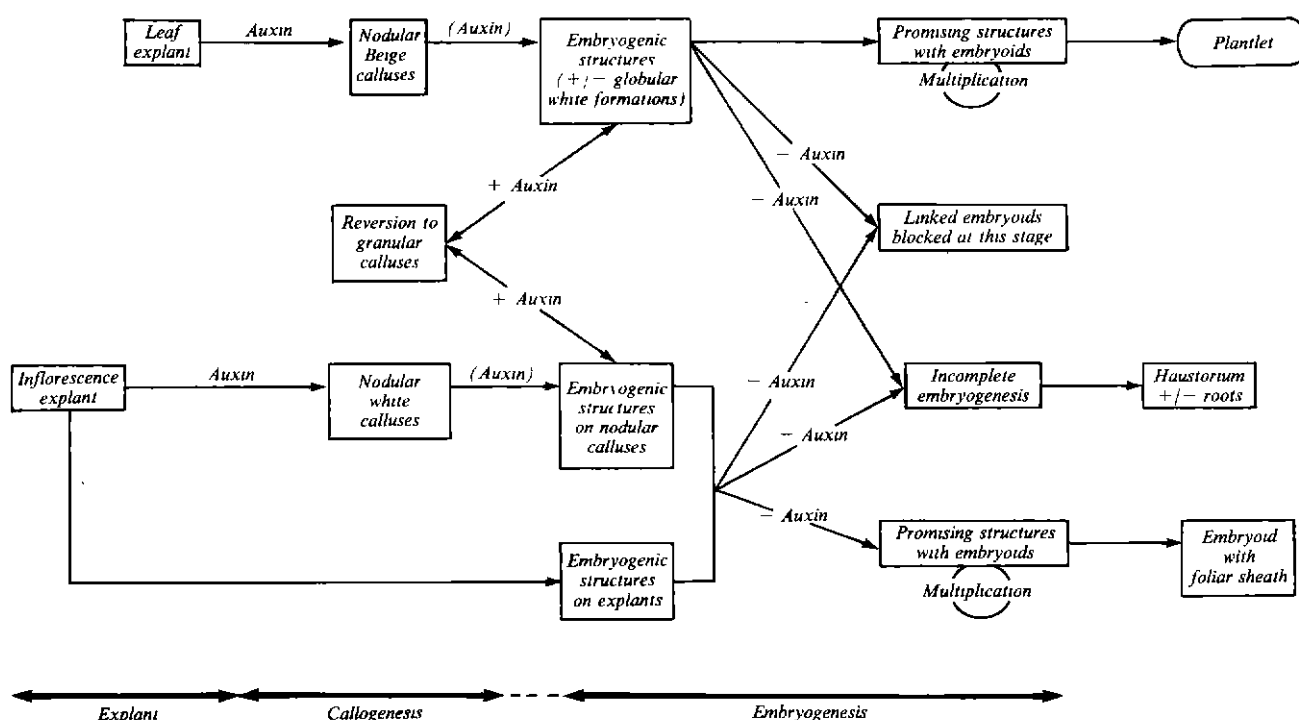 Leaf
explant
Auxin
Nodular
Beige
calluses
(Auxin)
Embryogenic
structures
(+/- globular
white formations)
Promising structures
with embryoids
Multiplication
Plantlet
- Auxin
- Auxin
+ Auxin
Reversion to
granular
calluses
+ Auxin
Linked embryoids
blocked at this stage
Inflorescence
explant
Auxin
Nodular
white
calluses
(Auxin)
Embryogenic
structures
on nodular
calluses
- Auxin
- Auxin
Incomplete
embryogenesis
Haustorium
+/- roots
- Auxin
Embryogenic
structures
on explants
Promising structures
with embryoids
Multiplication
Embryoid
with
foliar sheath
Explant
Callogenesis
Embryogenesis